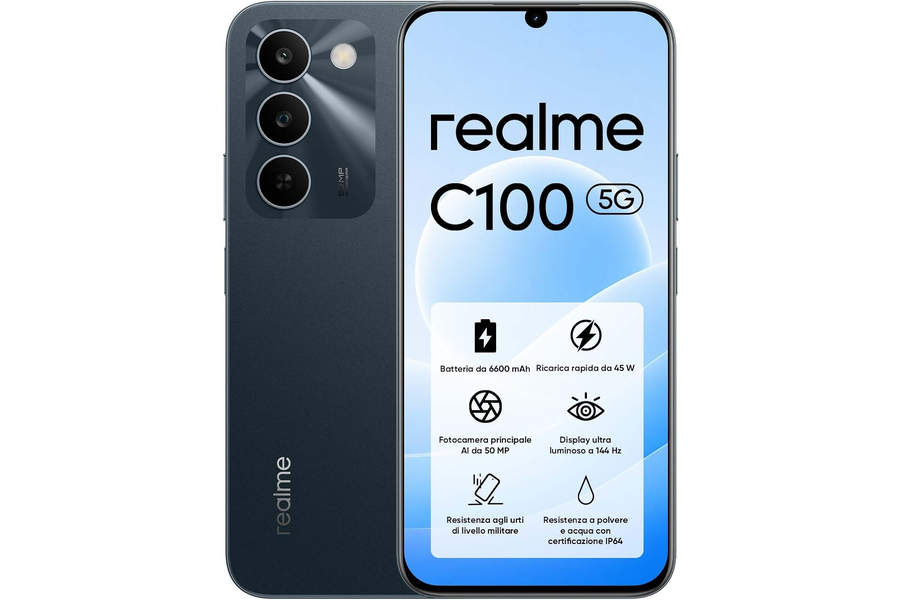 realme
C100 5G
Batteria da 6600 mAh
Ricarica rapida da 45 W
Fotocamera principale
AI da 50 MP
Display ultra
luminoso a 144 Hz
Resistenza agli urti
di livello militare
Resistenza a polvere
e acqua con
certificazione IP64
50MP
realme